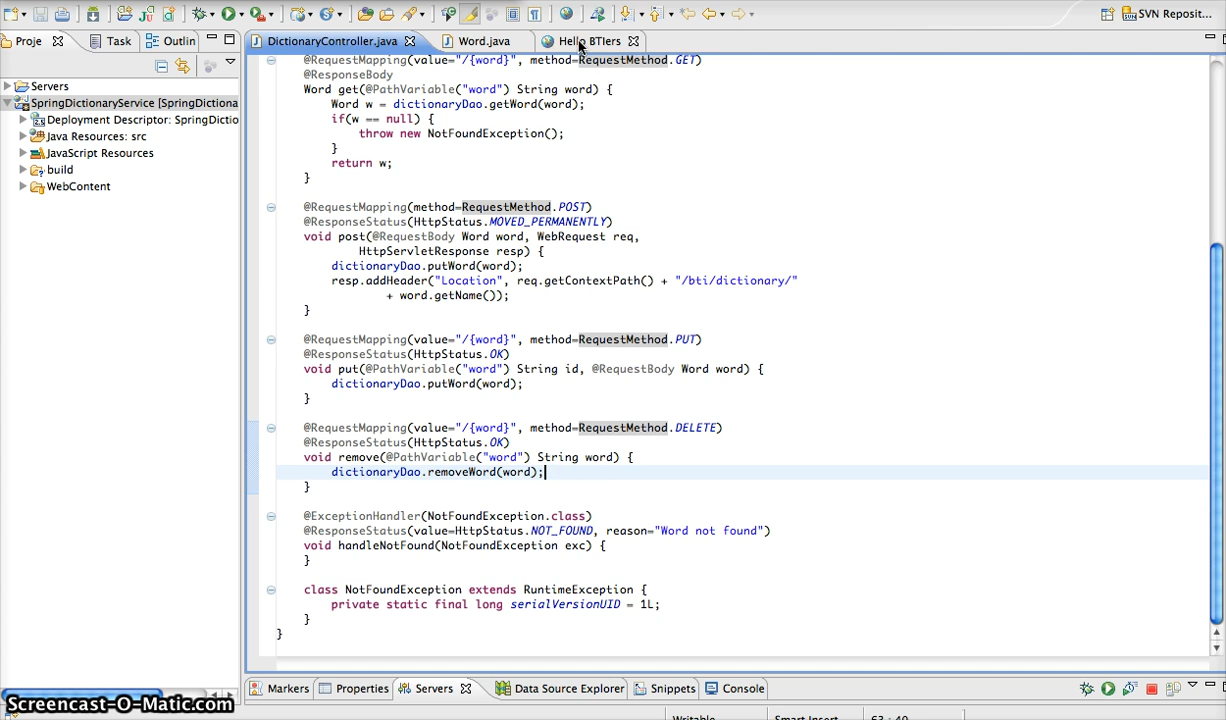 SVN Reposit...
Proje
Task
Outlin
DictionaryController.java
Word.java
Hello BTIers
Servers
SpringDictionaryService [SpringDictiona
Deployment Descriptor: SpringDictio
Java Resources: src
JavaScript Resources
build
WebContent
@RequestMapping(value="/{word}", method=RequestMethod.GET)
@ResponseBody
Word get(@PathVariable("word") String word) {
Word w = dictionaryDao.getWord(word);
if(w == null) {
throw new NotFoundException();
}
return w;
}
@RequestMapping(method=RequestMethod.POST)
@ResponseStatus(HttpStatus.MOVED_PERMANENTLY)
void post(@RequestBody Word word, WebRequest req,
HttpServletResponse resp) {
dictionaryDao.putWord(word);
resp.addHeader("Location", req.getContextPath() + "/bti/dictionary/"
+ word.getName());
}
@RequestMapping(value="/{word}", method=RequestMethod.PUT)
@ResponseStatus(HttpStatus.OK)
void put(@PathVariable("word") String id, @RequestBody Word word) {
dictionaryDao.putWord(word);
}
@RequestMapping(value="/{word}", method=RequestMethod.DELETE)
@ResponseStatus(HttpStatus.OK)
void remove(@PathVariable("word") String word) {
dictionaryDao.removeWord(word);
}
@ExceptionHandler(NotFoundException.class)
@ResponseStatus(value=HttpStatus.NOT_FOUND, reason="Word not found")
void handleNotFound(NotFoundException exc) {
}
class NotFoundException extends RuntimeException {
private static final long serialVersionUID = 1L;
}
}
Markers
Properties
Servers
Data Source Explorer
Snippets
Console
Screencast-O-Matic.com
Writable
Smart Insert
63 : 40